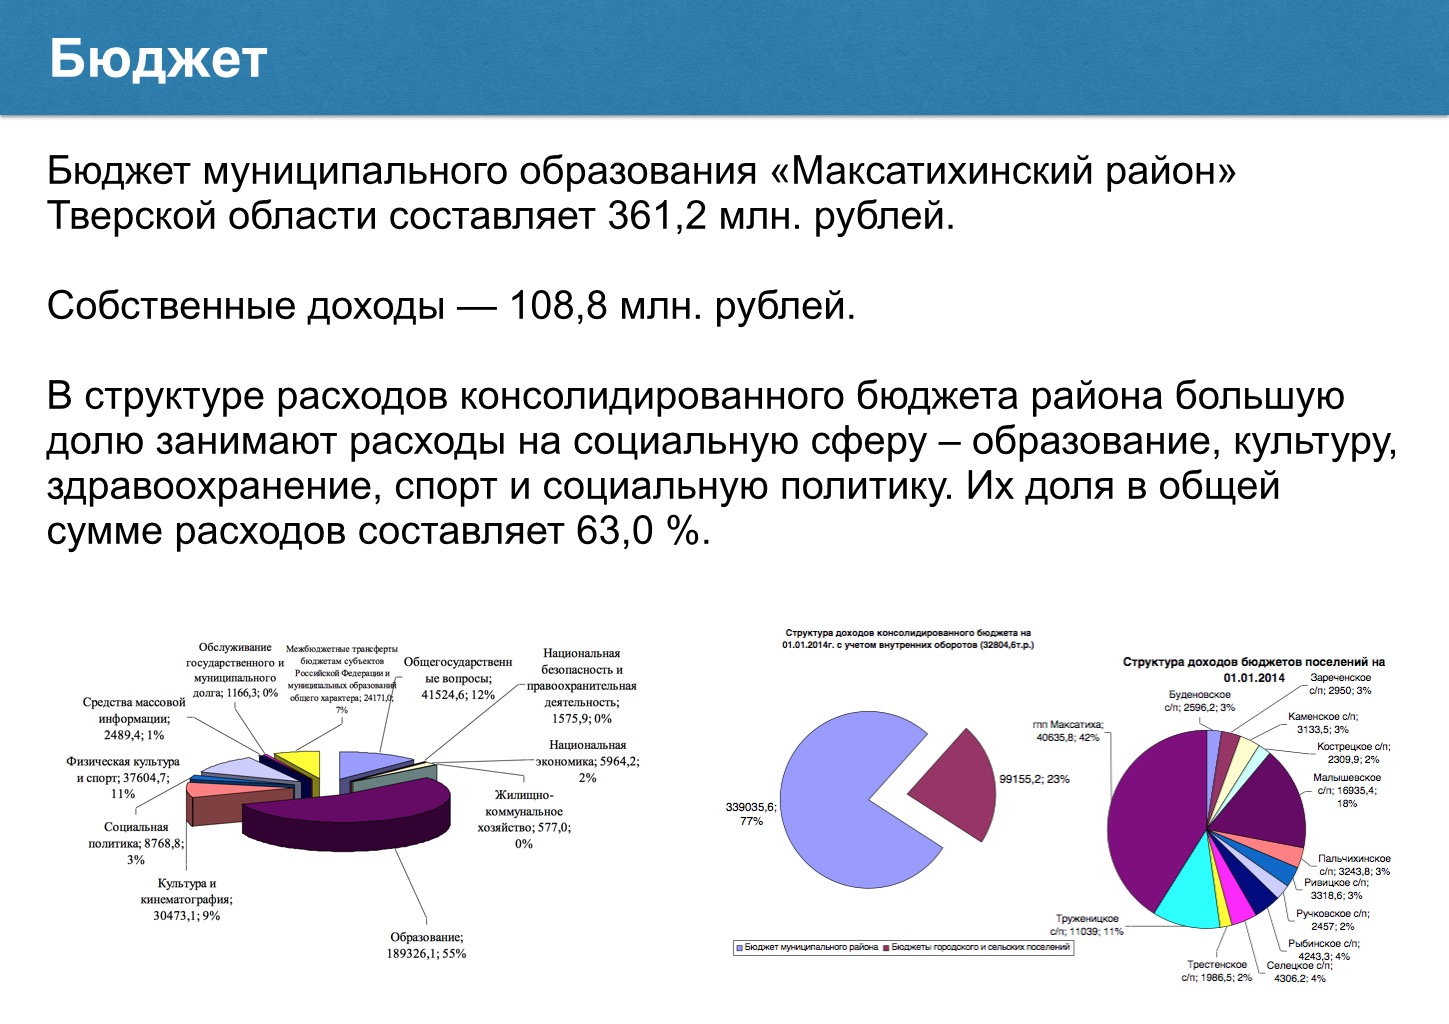 Бюджет
Бюджет муниципального образования «Максатихинский район»
Тверской области составляет 361,2 млн. рублей.
Собственные доходы — 108,8 млн. рублей.
В структуре расходов консолидированного бюджета района большую
долю занимают расходы на социальную сферу – образование, культуру,
здравоохранение, спорт и социальную политику. Их доля в общей
сумме расходов составляет 63,0 %.
Обслуживание
государственного и
муниципального
долга; 1166,3; 0%
Межбюджетные трансферты
бюджетам субъектов
Российской Федерации и
муниципальных образований
общего характера; 24171,0;
7%
Общегосударственн
ые вопросы;
41524,6; 12%
Национальная
безопасность и
правоохранительная
деятельность;
1575,9; 0%
Национальная
экономика; 5964,2;
2%
Жилищно-
коммунальное
хозяйство; 577,0;
0%
Образование;
189326,1; 55%
Культура и
кинематография;
30473,1; 9%
Социальная
политика; 8768,8;
3%
Физическая культура
и спорт; 37604,7;
11%
Средства массовой
информации;
2489,4; 1%
Структура доходов консолидированного бюджета на
01.01.2014г. с учетом внутренних оборотов (32804,6т.р.)
339035,6;
77%
99155,2; 23%
Бюджет муниципального района
Бюджеты городского и сельских поселений
Структура доходов бюджетов поселений на
01.01.2014
Буденовское
с/п; 2596,2; 3%
Зареченское
с/п; 2950; 3%
Каменское с/п;
3133,5; 3%
Кострецкое с/п;
2309,9; 2%
Малышевское
с/п; 16935,4;
18%
Пальчихинское
с/п; 3243,8; 3%
Ривицкое с/п;
3318,6; 3%
Ручковское с/п;
2457; 2%
Рыбинское с/п;
4243,3; 4%
Селецкое с/п;
4306,2; 4%
Трестенское
с/п; 1986,5; 2%
Труженицкое
с/п; 11039; 11%
гпп Максатиха;
40635,8; 42%